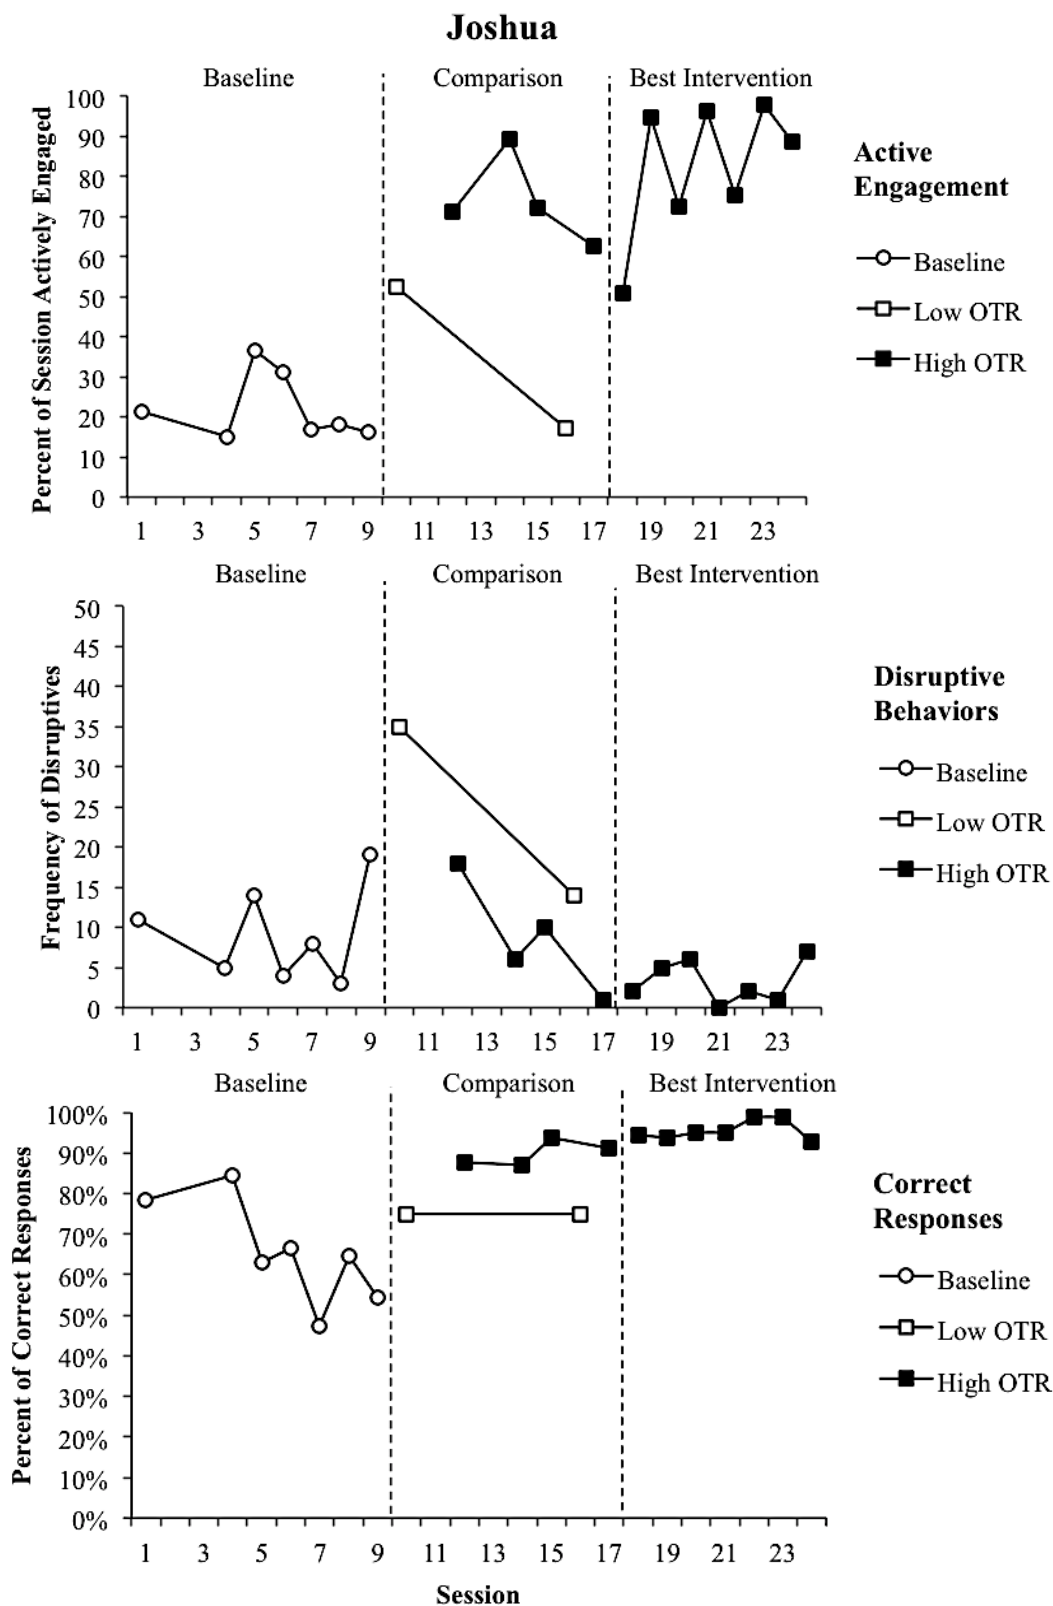 Joshua
Baseline Comparison Best Intervention
Percent of Session Actively Engaged
100
90
80
70
60
50
40
30
20
10
0
1 3 5 7 9 11 13 15 17 19 21 23
Active
Engagement
Baseline
Low OTR
High OTR
Baseline Comparison Best Intervention
Frequency of Disruptives
50
45
40
35
30
25
20
15
10
5
0
1 3 5 7 9 11 13 15 17 19 21 23
Disruptive
Behaviors
Baseline
Low OTR
High OTR
Baseline Comparison Best Intervention
Percent of Correct Responses
100%
90%
80%
70%
60%
50%
40%
30%
20%
10%
0%
1 3 5 7 9 11 13 15 17 19 21 23
Session
Correct
Responses
Baseline
Low OTR
High OTR